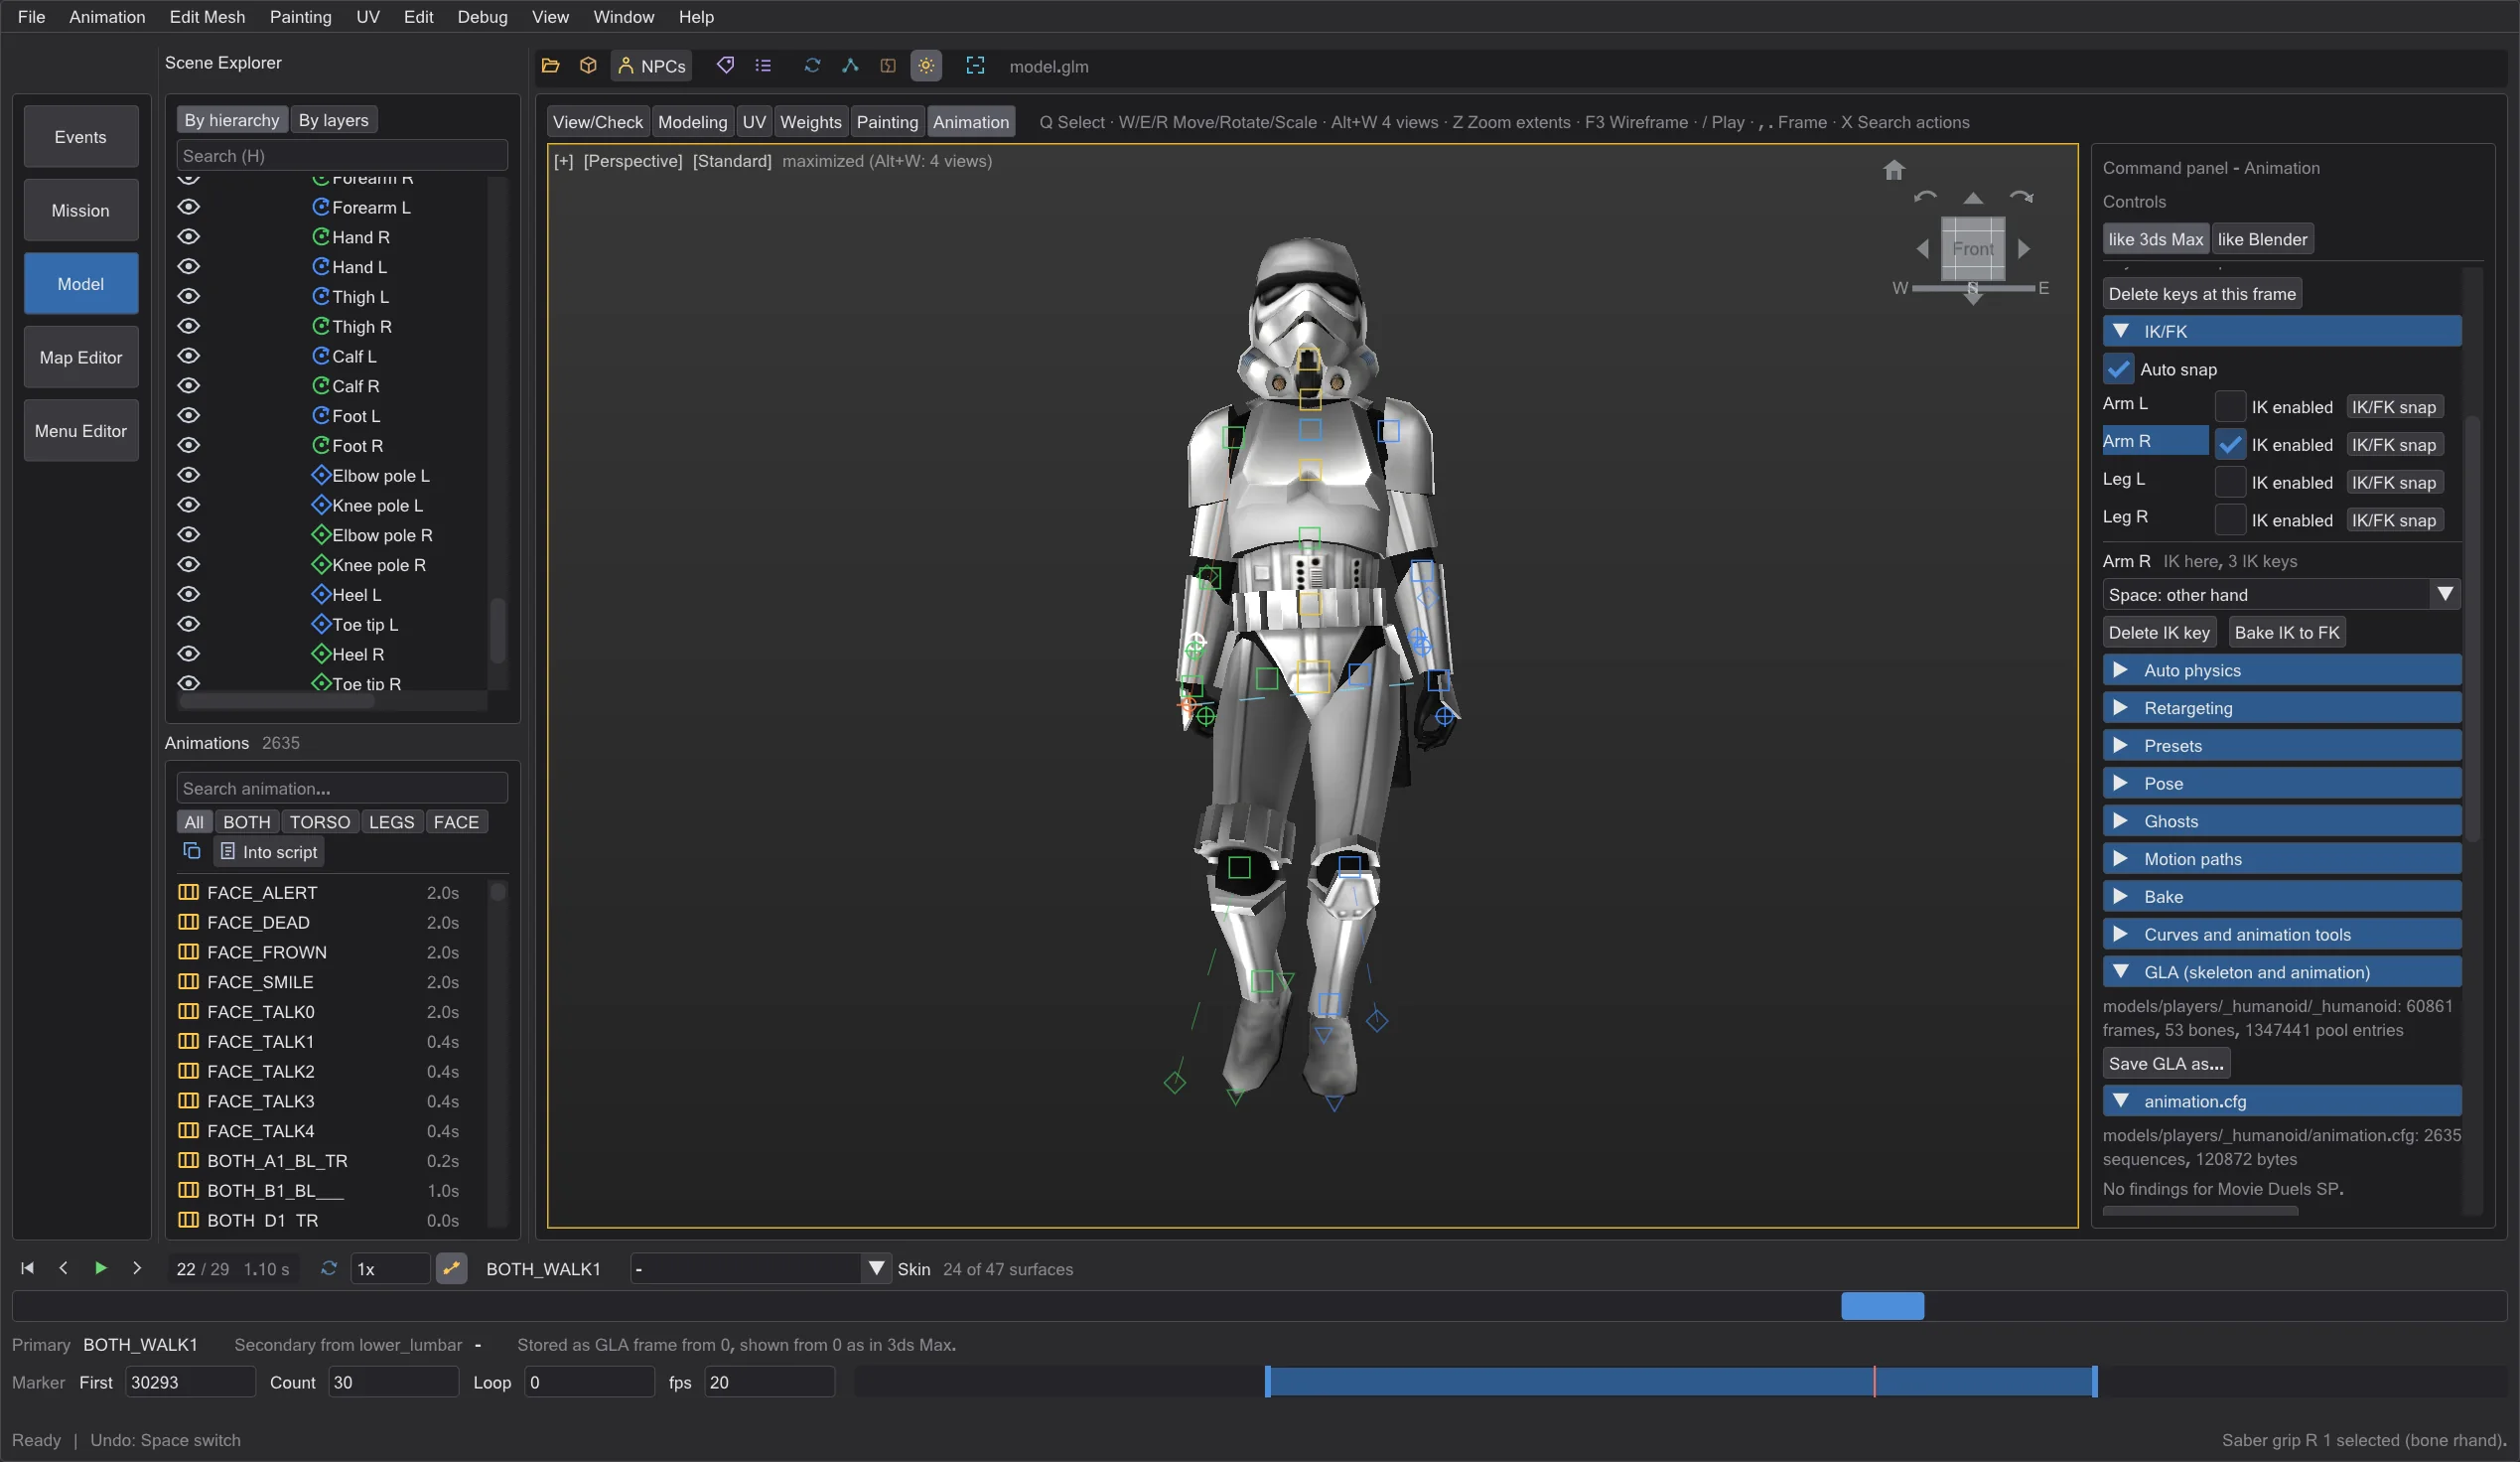 File Animation Edit Mesh Painting UV Edit Debug View Window Help
Scene Explorer
NPCs
model.glm
Events
Mission
Model
Map Editor
Menu Editor
By hierarchy By layers
Search (H)
Forearm R
Forearm L
Hand R
Hand L
Thigh L
Thigh R
Calf L
Calf R
Foot L
Foot R
Elbow pole L
Knee pole L
Elbow pole R
Knee pole R
Heel L
Toe tip L
Heel R
Toe tip R
Animations 2635
Search animation...
All BOTH TORSO LEGS FACE
Into script
FACE_ALERT 2.0s
FACE_DEAD 2.0s
FACE_FROWN 2.0s
FACE_SMILE 2.0s
FACE_TALK0 2.0s
FACE_TALK1 0.4s
FACE_TALK2 0.4s
FACE_TALK3 0.4s
FACE_TALK4 0.4s
BOTH_A1_BL_TR 0.2s
BOTH_B1_BL___ 1.0s
BOTH_D1_TR 0.0s
View/Check Modeling UV Weights Painting Animation Q Select · W/E/R Move/Rotate/Scale · Alt+W 4 views · Z Zoom extents · F3 Wireframe · / Play · , . Frame · X Search actions
[+] [Perspective] [Standard] maximized (Alt+W: 4 views)
Front
W S E
Command panel - Animation
Controls
like 3ds Max like Blender
Delete keys at this frame
IK/FK
Auto snap
Arm L IK enabled IK/FK snap
Arm R IK enabled IK/FK snap
Leg L IK enabled IK/FK snap
Leg R IK enabled IK/FK snap
Arm R IK here, 3 IK keys
Space: other hand
Delete IK key Bake IK to FK
Auto physics
Retargeting
Presets
Pose
Ghosts
Motion paths
Bake
Curves and animation tools
GLA (skeleton and animation)
models/players/_humanoid/_humanoid: 60861
frames, 53 bones, 1347441 pool entries
Save GLA as...
animation.cfg
models/players/_humanoid/animation.cfg: 2635
sequences, 120872 bytes
No findings for Movie Duels SP.
22 / 29 1.10 s 1x BOTH_WALK1 - Skin 24 of 47 surfaces
Primary BOTH_WALK1 Secondary from lower_lumbar - Stored as GLA frame from 0, shown from 0 as in 3ds Max.
Marker First 30293 Count 30 Loop 0 fps 20
Ready | Undo: Space switch
Saber grip R 1 selected (bone rhand).